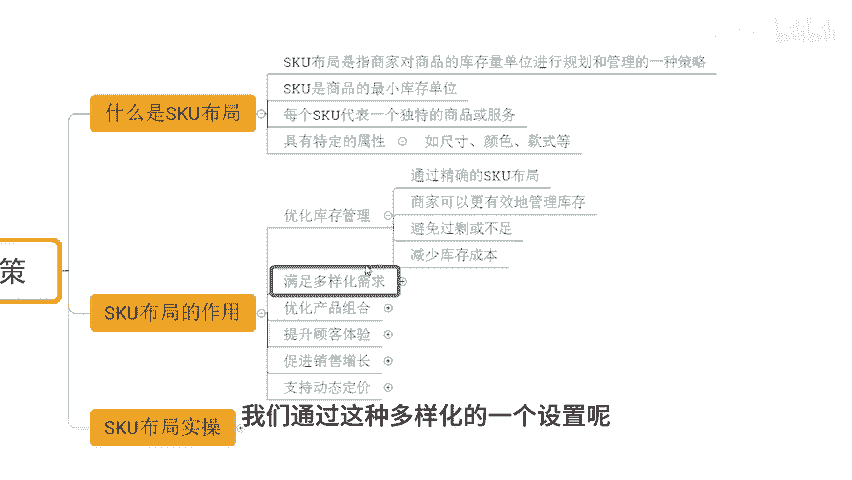 SKU布局是指商家对商品的库存量单位进行规划和管理的一种策略
SKU是商品的最小库存单位
什么是SKU布局
每个SKU代表一个独特的商品或服务
具有特定的属性
如尺寸、颜色、款式等
通过精确的SKU布局
商家可以更有效地管理库存
优化库存管理
避免过剩或不足
减少库存成本
策
满足多样化需求
SKU布局的作用
优化产品组合
提升顾客体验
促进销售增长
支持动态定价
SKU布局实操
我们通过这种多样化的一个设置呢